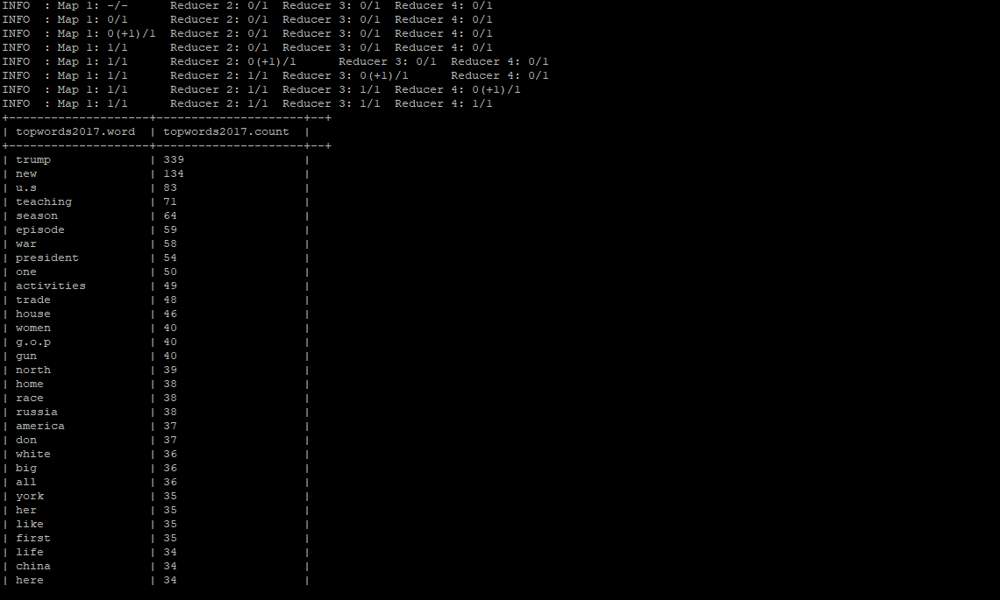 INFO  : Map 1: -/-      Reducer 2: 0/1  Reducer 3: 0/1  Reducer 4: 0/1
INFO  : Map 1: 0/1      Reducer 2: 0/1  Reducer 3: 0/1  Reducer 4: 0/1
INFO  : Map 1: 0(+1)/1  Reducer 2: 0/1  Reducer 3: 0/1  Reducer 4: 0/1
INFO  : Map 1: 1/1      Reducer 2: 0/1  Reducer 3: 0/1  Reducer 4: 0/1
INFO  : Map 1: 1/1      Reducer 2: 0(+1)/1      Reducer 3: 0/1  Reducer 4: 0/1
INFO  : Map 1: 1/1      Reducer 2: 1/1  Reducer 3: 0(+1)/1      Reducer 4: 0/1
INFO  : Map 1: 1/1      Reducer 2: 1/1  Reducer 3: 1/1  Reducer 4: 0(+1)/1
INFO  : Map 1: 1/1      Reducer 2: 1/1  Reducer 3: 1/1  Reducer 4: 1/1
+--------------------+---------------------+--+
| topwords2017.word  | topwords2017.count  |
+--------------------+---------------------+--+
| trump              | 339                 |
| new                | 134                 |
| u.s                | 83                  |
| teaching           | 71                  |
| season             | 64                  |
| episode            | 59                  |
| war                | 58                  |
| president          | 54                  |
| one                | 50                  |
| activities         | 49                  |
| trade              | 48                  |
| house              | 46                  |
| women              | 40                  |
| g.o.p              | 40                  |
| gun                | 40                  |
| north              | 39                  |
| home               | 38                  |
| race               | 38                  |
| russia             | 38                  |
| america            | 37                  |
| don                | 37                  |
| white              | 36                  |
| big                | 36                  |
| all                | 36                  |
| york               | 35                  |
| her                | 35                  |
| like               | 35                  |
| first              | 35                  |
| life               | 34                  |
| china              | 34                  |
| here               | 34                  |